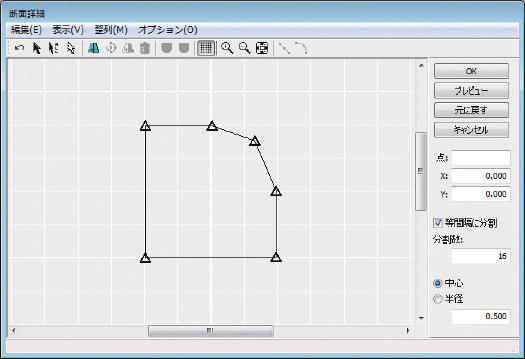 断面詳細
編集(E) 表示(V) 整列(M) オプション(O)
OK
プレビュー
元に戻す
キャンセル
点:
X: 0.000
Y: 0.000
等間隔に分割
分割数:
16
中心
半径
0.500